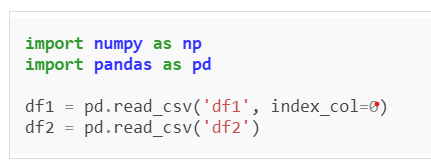 import numpy as np
import pandas as pd
df1 = pd.read_csv('df1', index_col=0)
df2 = pd.read_csv('df2')